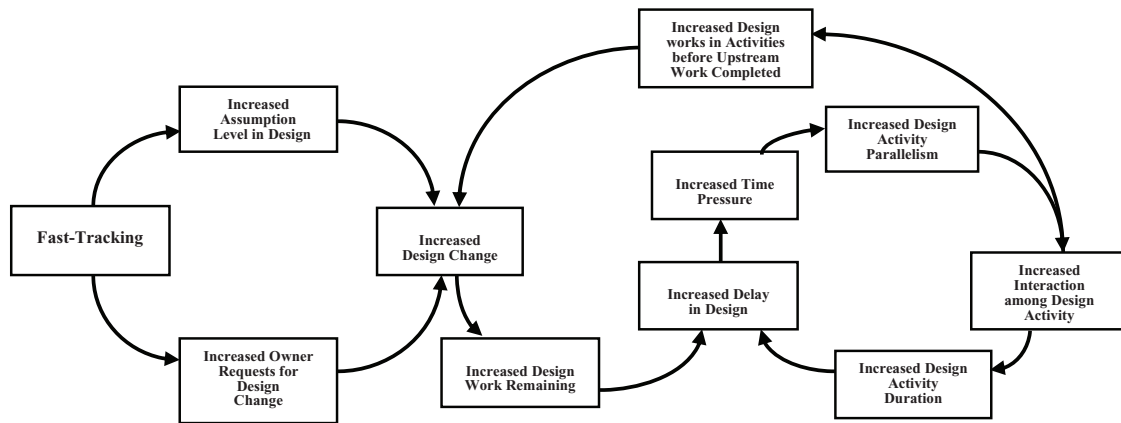 Increased Design
works in Activities
before Upstream
Work Completed
Increased
Assumption
Level in Design
Increased Design
Activity
Parallelism
Increased Time
Pressure
Fast-Tracking
Increased
Design Change
Increased Delay
in Design
Increased
Interaction
among Design
Activity
Increased Owner
Requests for
Design
Change
Increased Design
Work Remaining
Increased Design
Activity
Duration